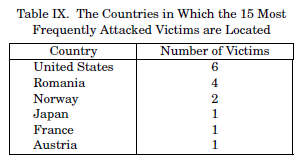 Table IX. The Countries in Which the 15 Most
Frequently Attacked Victims are Located
Country Number of Victims
United States 6
Romania 4
Norway 2
Japan 1
France 1
Austria 1